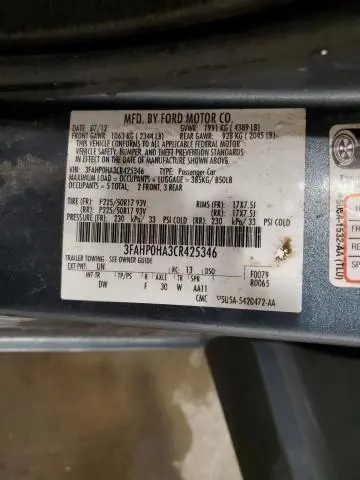 MFD. BY FORD MOTOR CO.
DATE: 07/12 GVWR: 1991 KG ( 4389 LB)
FRONT GAWR: 1063 KG ( 2344 LB) REAR GAWR: 928 KG ( 2045 LB)
THIS VEHICLE CONFORMS TO ALL APPLICABLE FEDERAL MOTOR
VEHICLE SAFETY, BUMPER, AND THEFT PREVENTION STANDARDS
IN EFFECT ON THE DATE OF MANUFACTURE SHOWN ABOVE.
VIN: 3FAHP0HA3CR425346 TYPE: Passenger Car
MAXIMUM LOAD = OCCUPANTS + LUGGAGE = 385KG/ 850LB
OCCUPANTS = 5 TOTAL, 2 FRONT, 3 REAR
TIRE (FR): P225/50R17 93V RIMS (FR): 17X7.5J
(RR): P225/50R17 93V (RR): 17X7.5J
PRESSURE (FR): 230 KPA/ 33 PSI COLD (RR): 230 KPA/ 33 PSI COLD
3FAHP0HA3CR425346
TRAILER TOWING - SEE OWNER GUIDE
EXT PNT: UN RC: 13 DSO: F0079
INT TR TP/PS R AXLE TR SPR R0065
DW F 30 W AA11
CMC 5U5A-5420472-AA